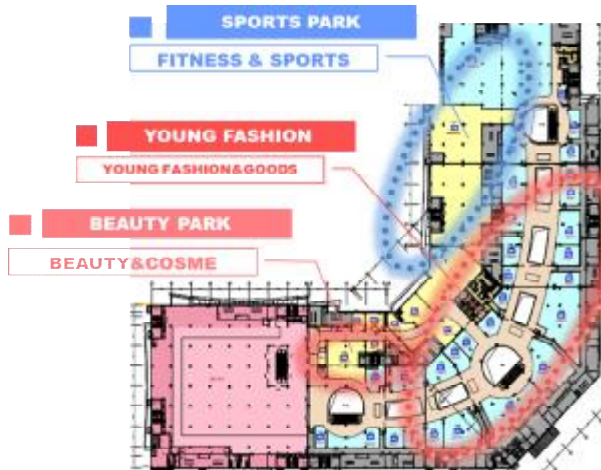 SPORTS PARK
FITNESS & SPORTS
YOUNG FASHION
YOUNG FASHION&GOODS
BEAUTY PARK
BEAUTY&COSME